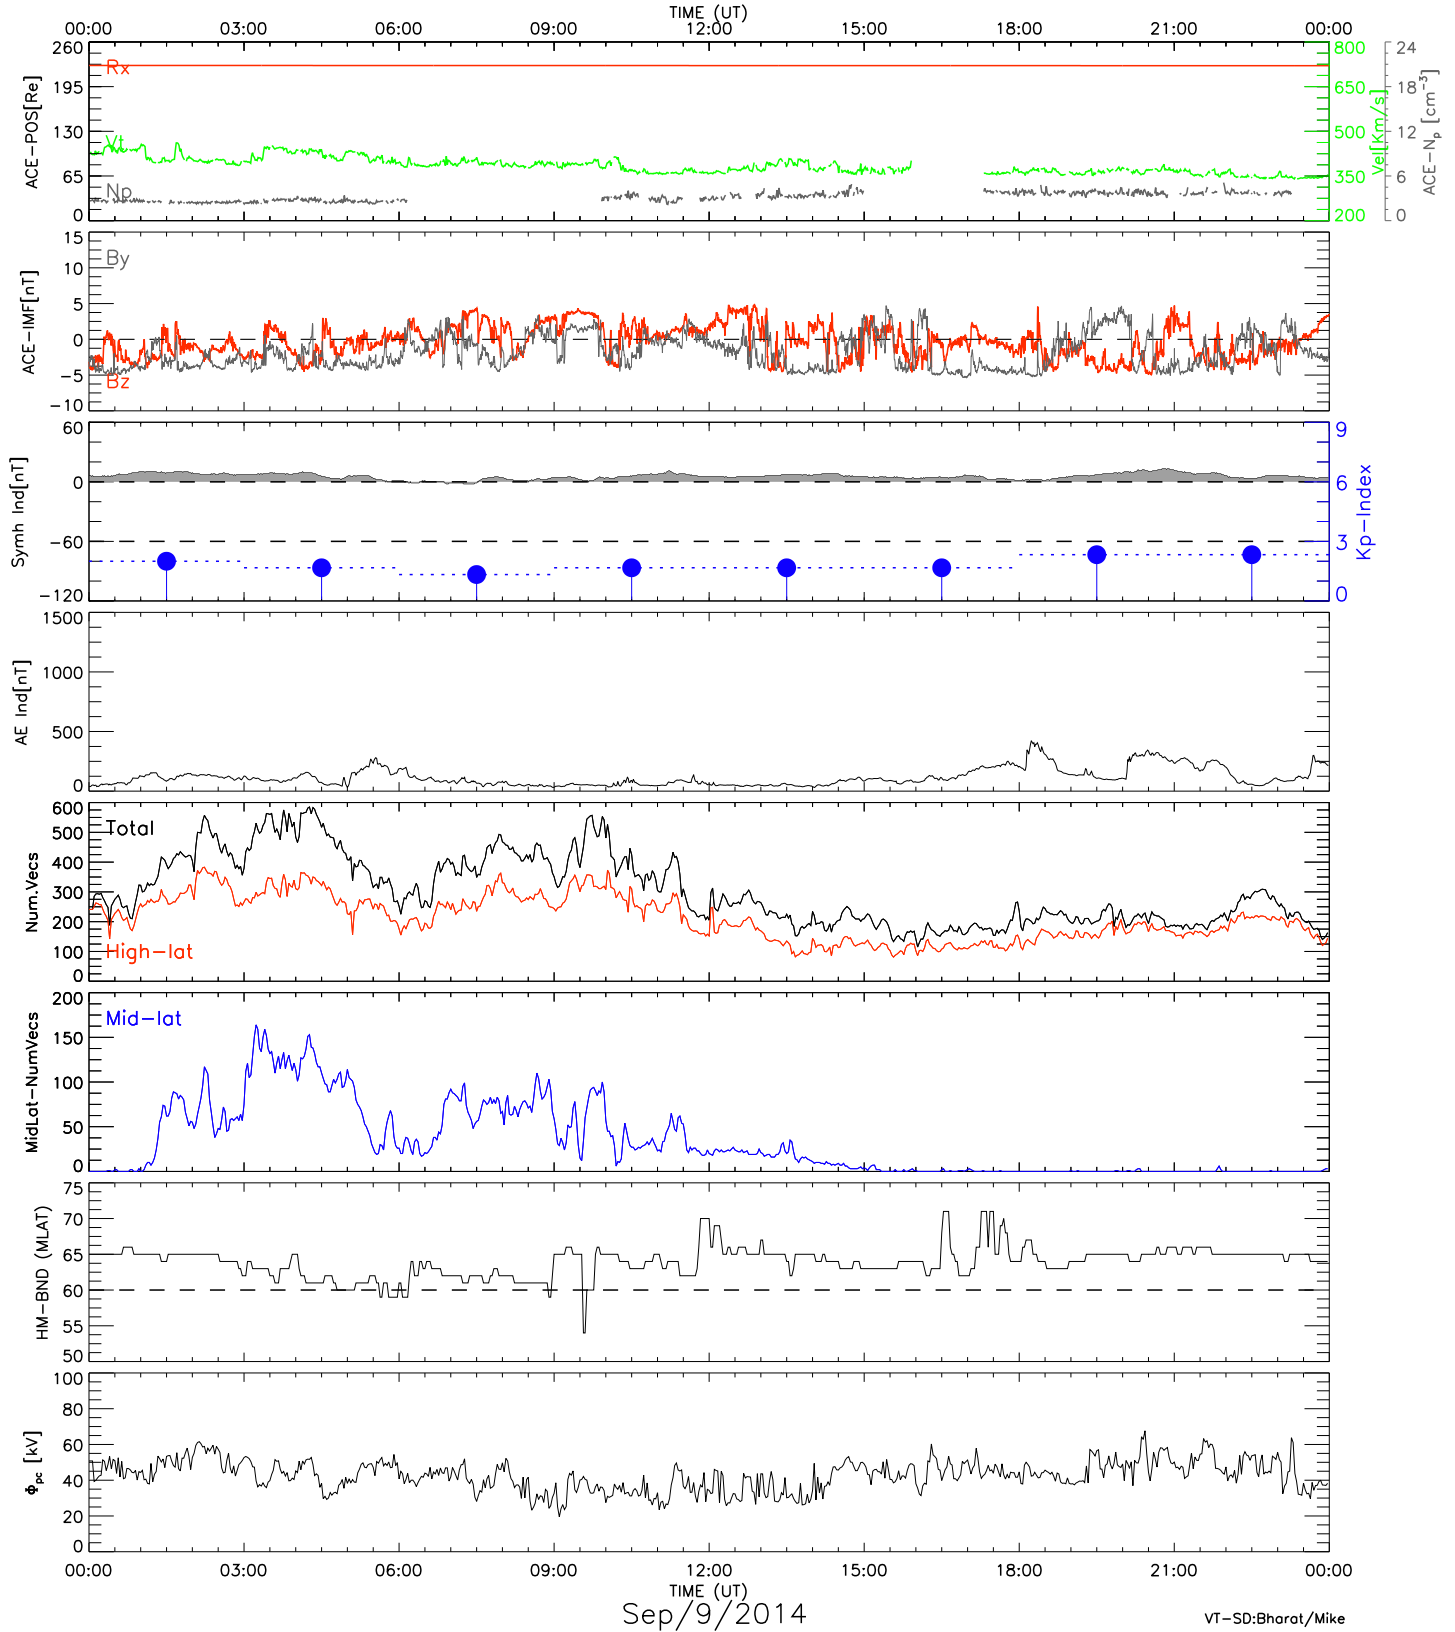 TIME (UT)
00:00 03:00 06:00 09:00 12:00 15:00 18:00 21:00 00:00
ACE-POS[Re]
260
195
130
65
0
Rx
Vt
Np
800
650
500
350
200
Vel[Km/s]
24
18
12
6
0
ACE-Np [cm-3]
ACE-IMF[nT]
15
10
5
0
-5
-10
By
Bz
Symh Ind[nT]
60
0
-60
-120
9
6
3
0
Kp-Index
AE Ind[nT]
1500
1000
500
0
Num.Vecs
600
500
400
300
200
100
0
Total
High-lat
MidLat-NumVecs
200
150
100
50
0
Mid-lat
HM-BND (MLAT)
75
70
65
60
55
50
Φpc [kV]
100
80
60
40
20
0
00:00 03:00 06:00 09:00 12:00 15:00 18:00 21:00 00:00
TIME (UT)
Sep/9/2014
VT-SD:Bharat/Mike